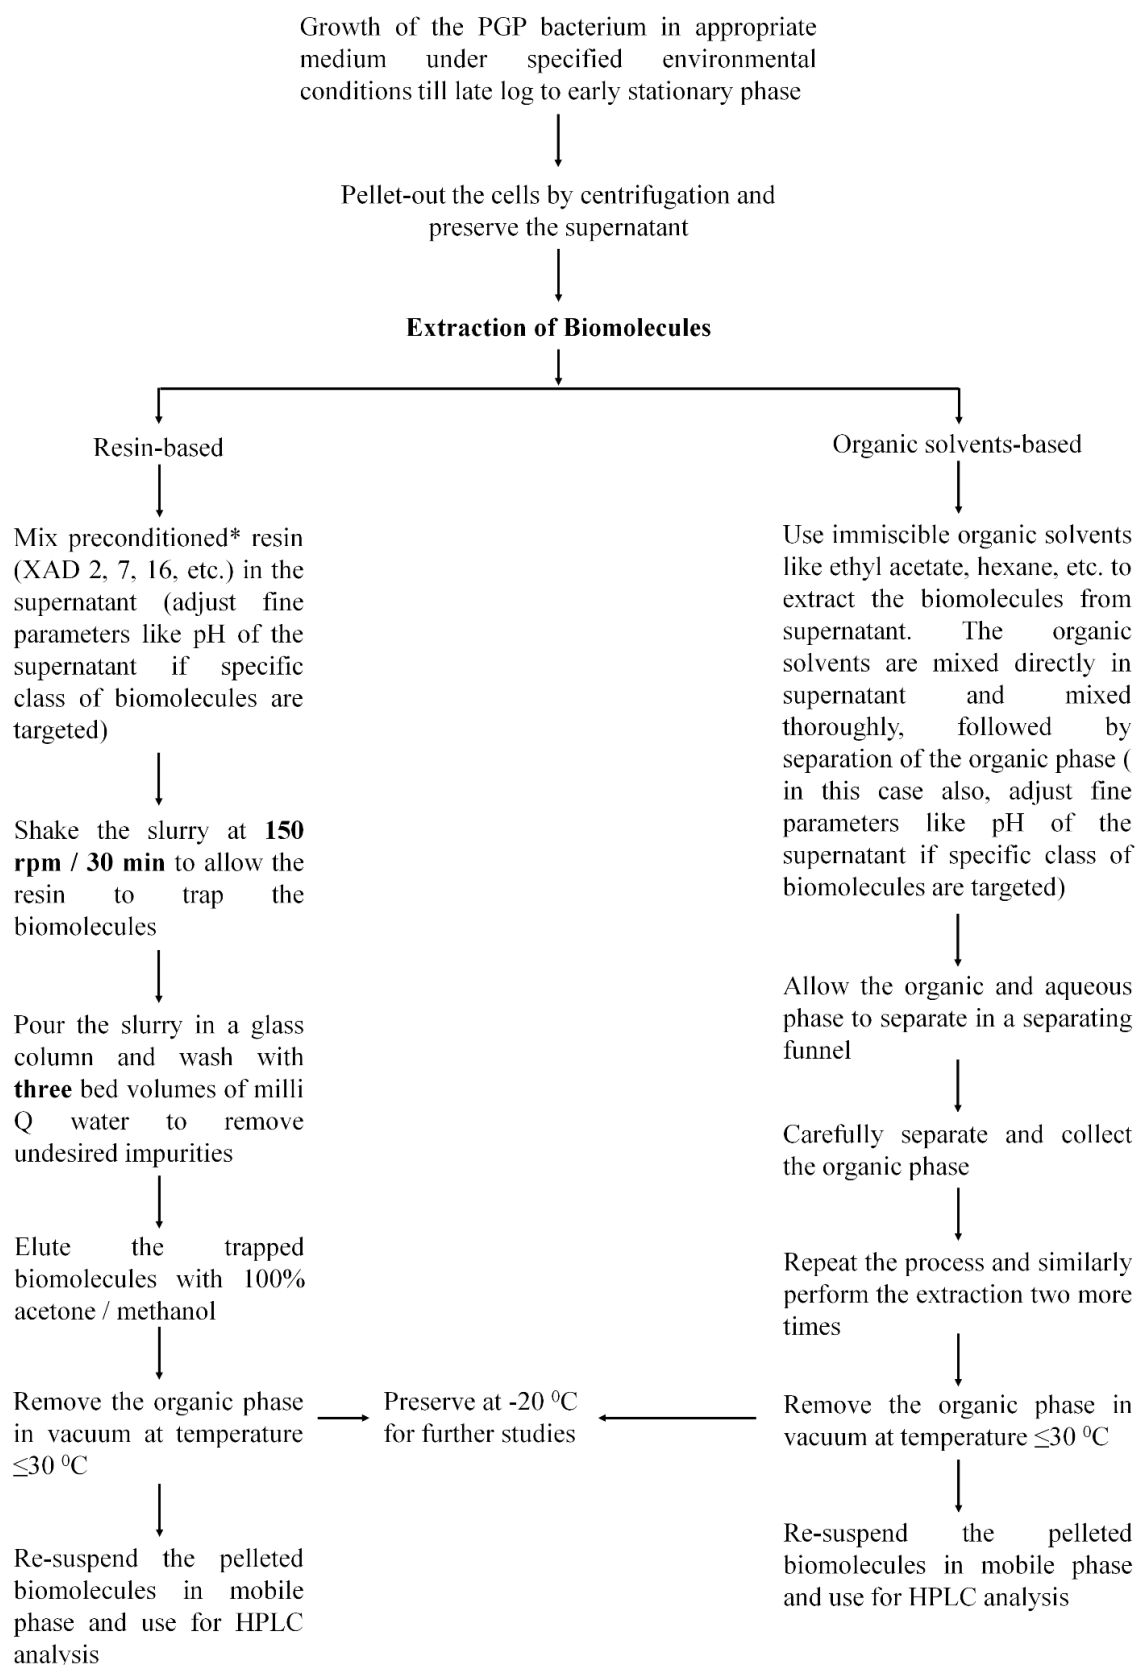 Growth of the PGP bacterium in appropriate
medium under specified environmental
conditions till late log to early stationary phase
Pellet-out the cells by centrifugation and
preserve the supernatant
Extraction of Biomolecules
Resin-based
Mix preconditioned* resin
(XAD 2, 7, 16, etc.) in the
supernatant (adjust fine
parameters like pH of the
supernatant if specific
class of biomolecules are
targeted)
Shake the slurry at 150
rpm / 30 min to allow the
resin to trap the
biomolecules
Pour the slurry in a glass
column and wash with
three bed volumes of milli
Q water to remove
undesired impurities
Elute the trapped
biomolecules with 100%
acetone / methanol
Remove the organic phase
in vacuum at temperature
≤30 ⁰C
Re-suspend the pelleted
biomolecules in mobile
phase and use for HPLC
analysis
Preserve at -20 ⁰C
for further studies
Organic solvents-based
Use immiscible organic solvents
like ethyl acetate, hexane, etc. to
extract the biomolecules from
supernatant. The organic
solvents are mixed directly in
supernatant and mixed
thoroughly, followed by
separation of the organic phase (
in this case also, adjust fine
parameters like pH of the
supernatant if specific class of
biomolecules are targeted)
Allow the organic and aqueous
phase to separate in a separating
funnel
Carefully separate and collect
the organic phase
Repeat the process and similarly
perform the extraction two more
times
Remove the organic phase in
vacuum at temperature ≤30 ⁰C
Re-suspend the pelleted
biomolecules in mobile phase
and use for HPLC analysis